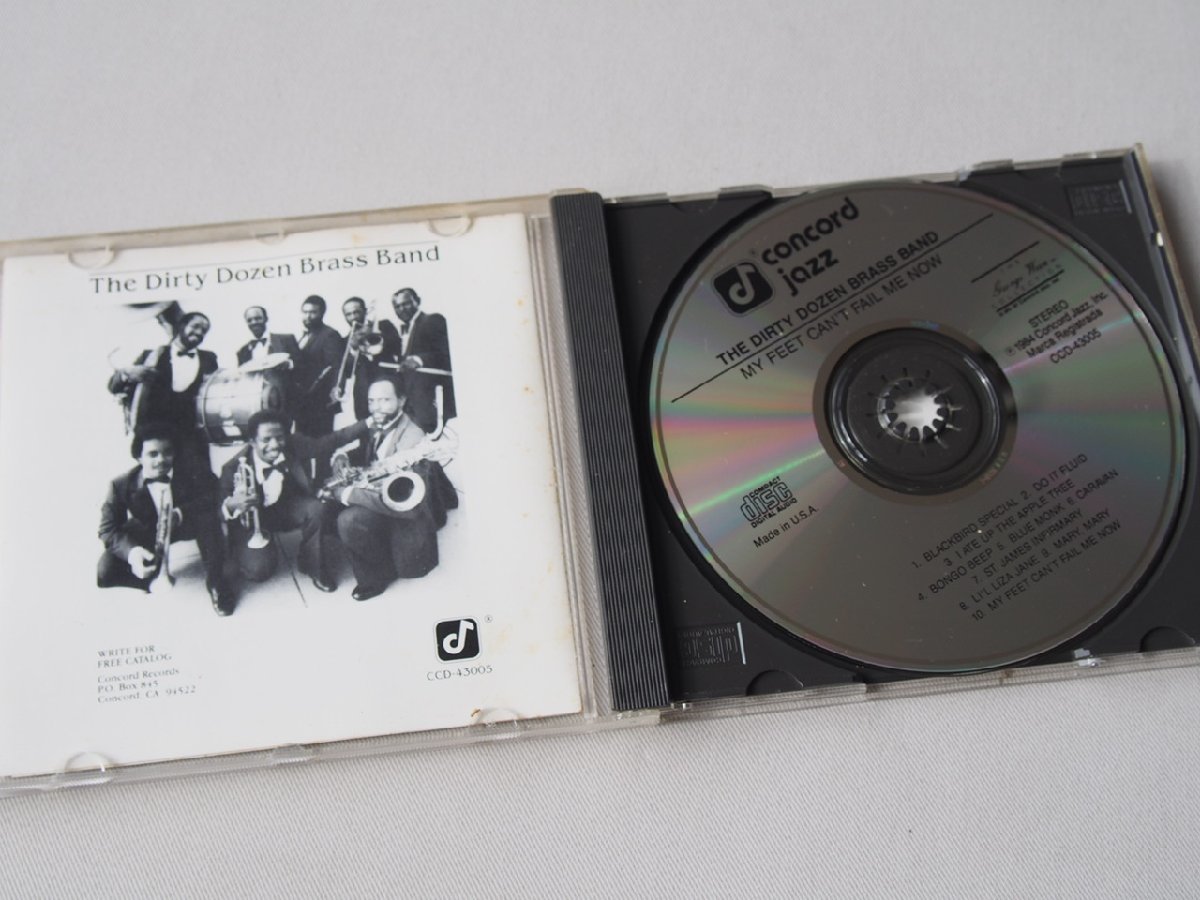 The Dirty Dozen Brass Band
WRITE FOR
FREE CATALOG
Concord Records
P.O. Box 845
Concord, CA 94522
®
CCD-43005
®
concord
jazz
THE DIRTY DOZEN BRASS BAND
MY FEET CAN'T FAIL ME NOW
THE
STEREO
℗1984 Concord Jazz, Inc.
Marca Registrada
CCD-43005
COMPACT
disc
DIGITAL AUDIO
Made in U.S.A.
1. BLACKBIRD SPECIAL 2. DO IT FLUID
3. I ATE UP THE APPLE TREE
4. BONGO BEEP 5. BLUE MONK 6. CARAVAN
7. ST. JAMES INFIRMARY
8. LI'L LIZA JANE, 9. MARY, MARY
10. MY FEET CAN'T FAIL ME NOW